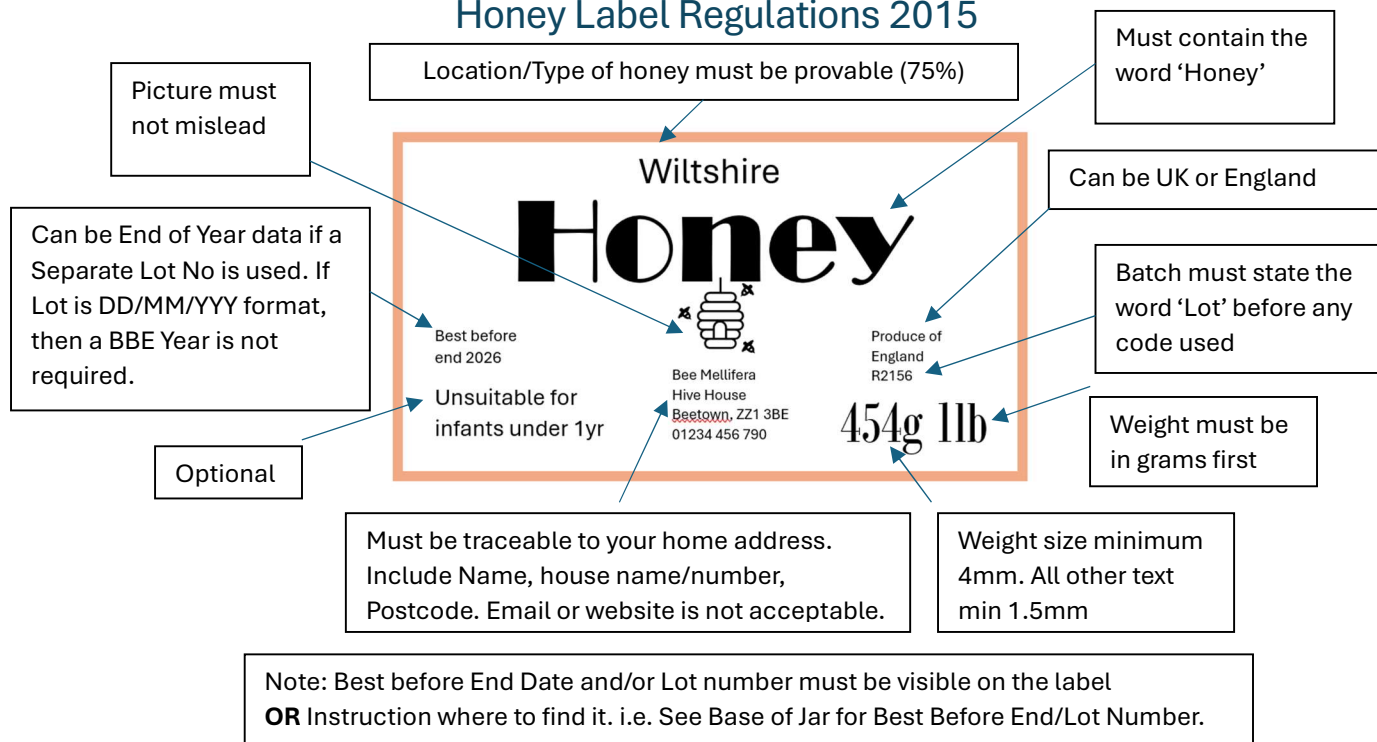 Honey Label Regulations 2015
Location/Type of honey must be provable (75%)
Must contain the
word ‘Honey’
Picture must
not mislead
Can be UK or England
Can be End of Year data if a
Separate Lot No is used. If
Lot is DD/MM/YYY format,
then a BBE Year is not
required.
Batch must state the
word ‘Lot’ before any
code used
Wiltshire
Honey
Best before
end 2026
Unsuitable for
infants under 1yr
Bee Mellifera
Hive House
Beetown, ZZ1 3BE
01234 456 790
Produce of
England
R2156
454g 1lb
Optional
Weight must be
in grams first
Must be traceable to your home address.
Include Name, house name/number,
Postcode. Email or website is not acceptable.
Weight size minimum
4mm. All other text
min 1.5mm
Note: Best before End Date and/or Lot number must be visible on the label
OR Instruction where to find it. i.e. See Base of Jar for Best Before End/Lot Number.